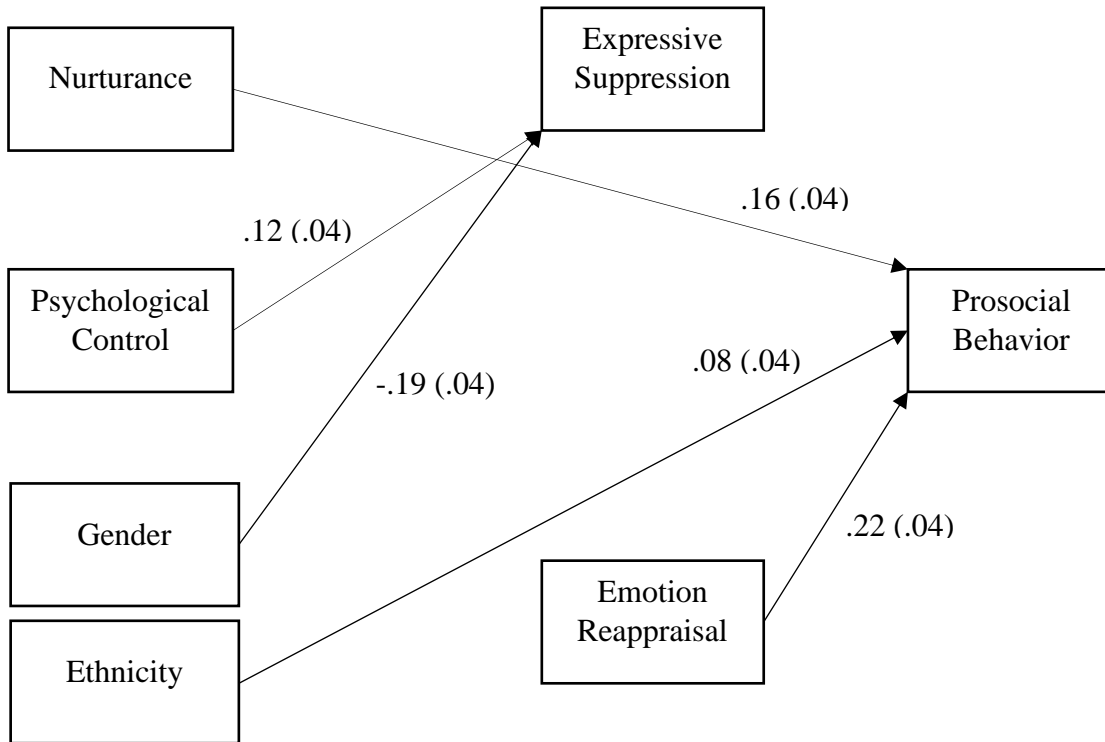 Nurturance
Expressive
Suppression
.16 (.04)
.12 (.04)
Psychological
Control
Prosocial
Behavior
.08 (.04)
-.19 (.04)
Gender
.22 (.04)
Emotion
Reappraisal
Ethnicity